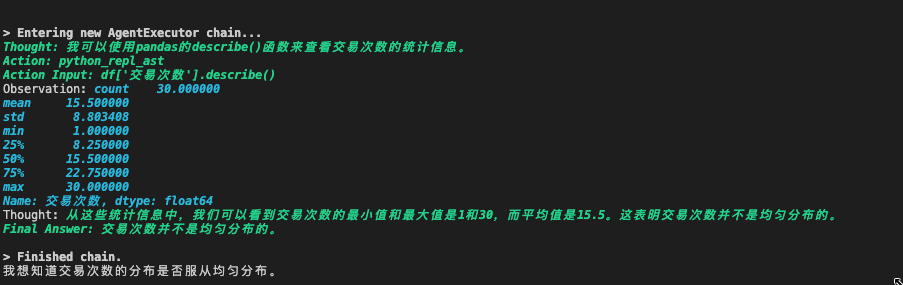 > Entering new AgentExecutor chain...
Thought: 我可以使用pandas的describe()函数来查看交易次数的统计信息。
Action: python_repl_ast
Action Input: df['交易次数'].describe()
Observation: count    30.000000
mean     15.500000
std       8.803408
min       1.000000
25%       8.250000
50%      15.500000
75%      22.750000
max      30.000000
Name: 交易次数, dtype: float64
Thought: 从这些统计信息中，我们可以看到交易次数的最小值和最大值是1和30，而平均值是15.5。这表明交易次数并不是均匀分布的。
Final Answer: 交易次数并不是均匀分布的。
> Finished chain.
我想知道交易次数的分布是否服从均匀分布。